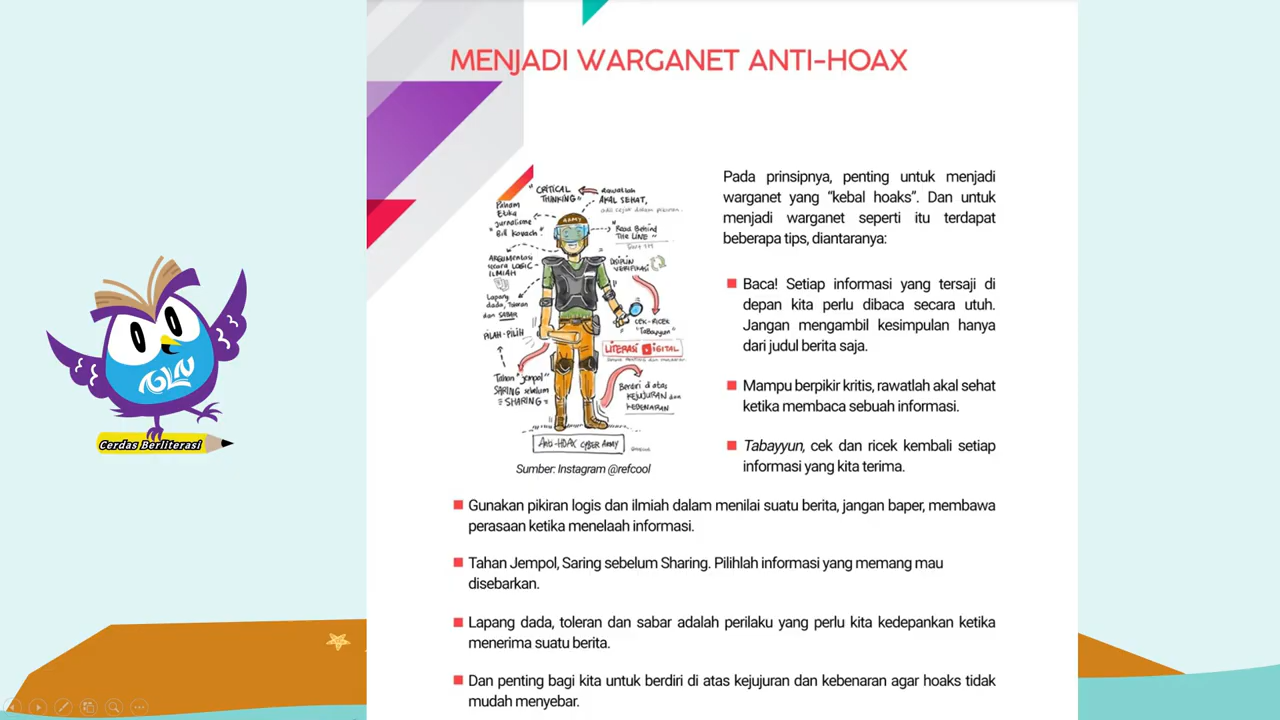 MENJADI WARGANET ANTI-HOAX
Pada prinsipnya, penting untuk menjadi
warganet yang “kebal hoaks”. Dan untuk
menjadi warganet seperti itu terdapat
beberapa tips, diantaranya:
Baca! Setiap informasi yang tersaji di
depan kita perlu dibaca secara utuh.
Jangan mengambil kesimpulan hanya
dari judul berita saja.
Mampu berpikir kritis, rawatlah akal sehat
ketika membaca sebuah informasi.
Tabayyun, cek dan ricek kembali setiap
informasi yang kita terima.
"CRITICAL
THINKING"
Rawatlah
AKAL SEHAT,
adil sejak dalam pikiran.
Paham
Etika
Jurnalisme
"Bill Kovach"
ARMY
"Read Behind
The LINE"
ARGUMENTASI
secara LOGIC-
ILMIAH
DISIPLIN
VERIFIKASI
Lapang
dada, Toleran
dan SABAR
CEK-RICEK
"Tabayyun"
PILAH-PILIH
LITERASI DIGITAL
Tahan "jempol"
SARING sebelum
SHARING
Berdiri di atas
KEJUJURAN dan
KEBENARAN
ANTI-HOAX CYBER ARMY
Sumber: Instagram @refcool
Gunakan pikiran logis dan ilmiah dalam menilai suatu berita, jangan baper, membawa
perasaan ketika menelaah informasi.
Tahan Jempol, Saring sebelum Sharing. Pilihlah informasi yang memang mau
disebarkan.
Lapang dada, toleran dan sabar adalah perilaku yang perlu kita kedepankan ketika
menerima suatu berita.
Dan penting bagi kita untuk berdiri di atas kejujuran dan kebenaran agar hoaks tidak
mudah menyebar.
GLN
Cerdas Berliterasi